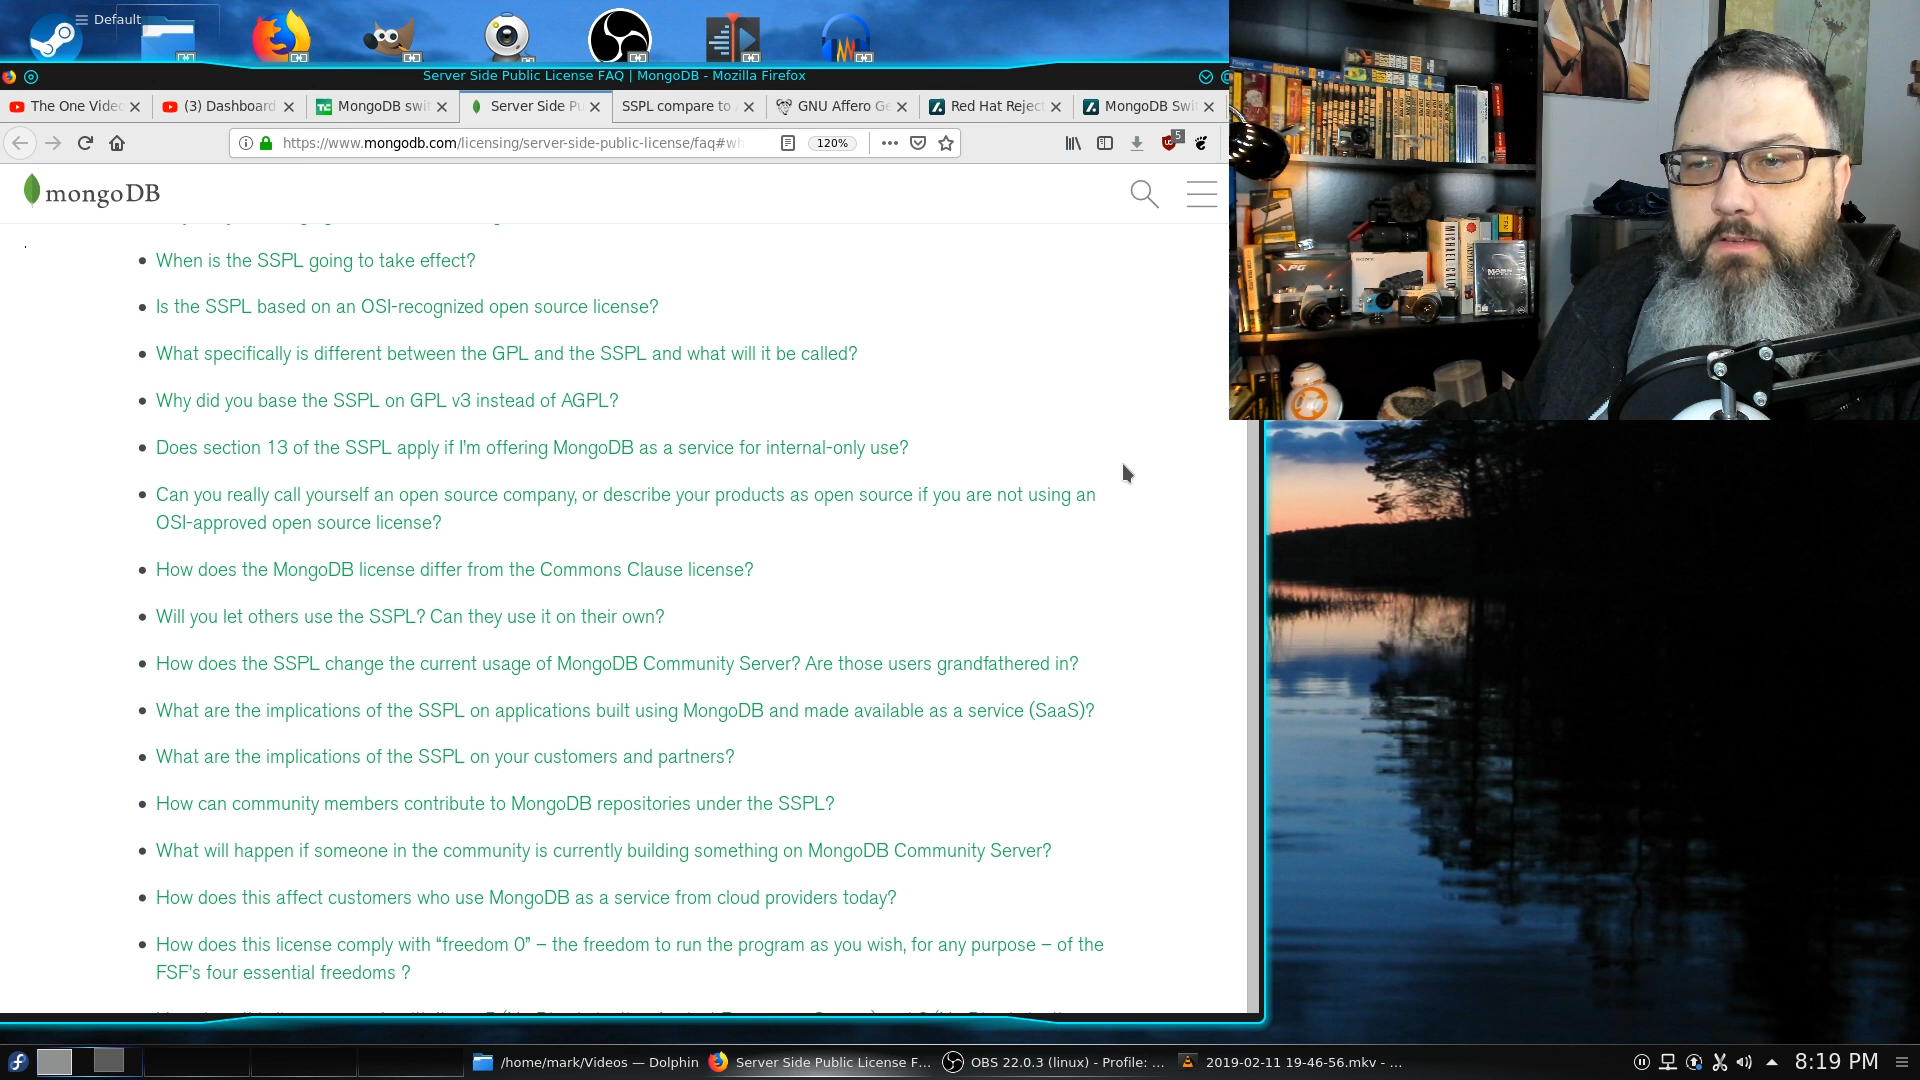 Default
Server Side Public License FAQ | MongoDB - Mozilla Firefox
The One Video
(3) Dashboard
MongoDB swit
Server Side Pu
SSPL compare to
GNU Affero Ge
Red Hat Reject
MongoDB Swit
https://www.mongodb.com/licensing/server-side-public-license/faq#wh
120%
5
mongoDB
When is the SSPL going to take effect?
Is the SSPL based on an OSI-recognized open source license?
What specifically is different between the GPL and the SSPL and what will it be called?
Why did you base the SSPL on GPL v3 instead of AGPL?
Does section 13 of the SSPL apply if I'm offering MongoDB as a service for internal-only use?
Can you really call yourself an open source company, or describe your products as open source if you are not using an
OSI-approved open source license?
How does the MongoDB license differ from the Commons Clause license?
Will you let others use the SSPL? Can they use it on their own?
How does the SSPL change the current usage of MongoDB Community Server? Are those users grandfathered in?
What are the implications of the SSPL on applications built using MongoDB and made available as a service (SaaS)?
What are the implications of the SSPL on your customers and partners?
How can community members contribute to MongoDB repositories under the SSPL?
What will happen if someone in the community is currently building something on MongoDB Community Server?
How does this affect customers who use MongoDB as a service from cloud providers today?
How does this license comply with “freedom 0” – the freedom to run the program as you wish, for any purpose – of the
FSF's four essential freedoms ?
XPG
MICHAEL
/home/mark/Videos — Dolphin
Server Side Public License F...
OBS 22.0.3 (linux) - Profile: ...
2019-02-11 19-46-56.mkv - ...
8:19 PM